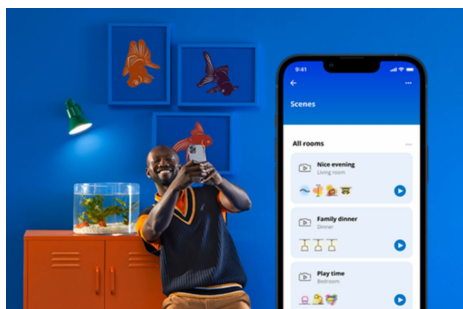 9:41
Scenes
All rooms
Nice evening
Living room
Family dinner
Dinner
Play time
Bedroom